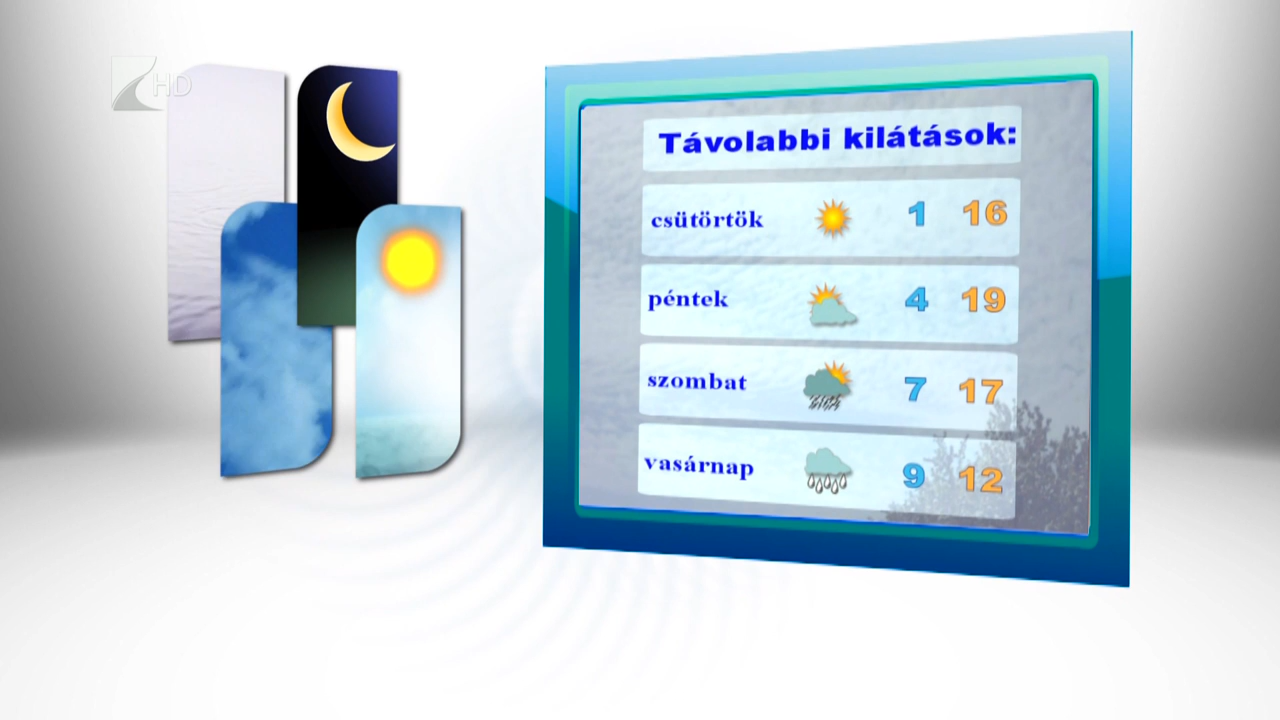 HD
Távolabbi kilátások:
csütörtök 1 16
péntek 4 19
szombat 7 17
vasárnap 9 12